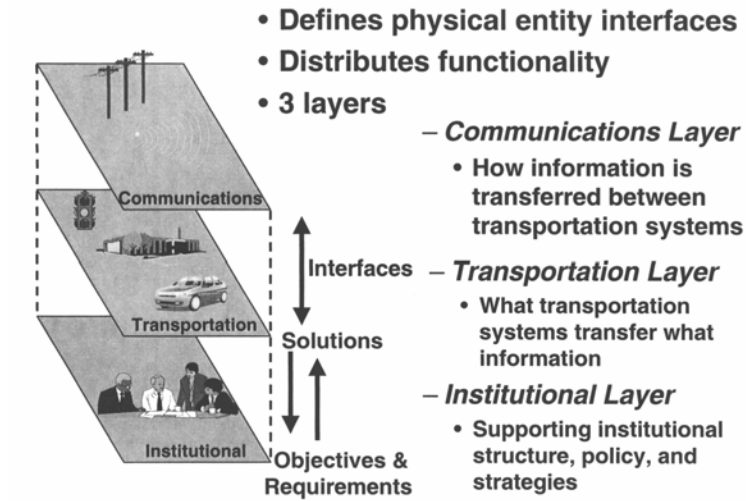 • Defines physical entity interfaces
• Distributes functionality
• 3 layers
– Communications Layer
• How information is
transferred between
transportation systems
– Transportation Layer
• What transportation
systems transfer what
information
– Institutional Layer
• Supporting institutional
structure, policy, and
strategies
Communications
Interfaces
Transportation
Solutions
Institutional
Objectives &
Requirements